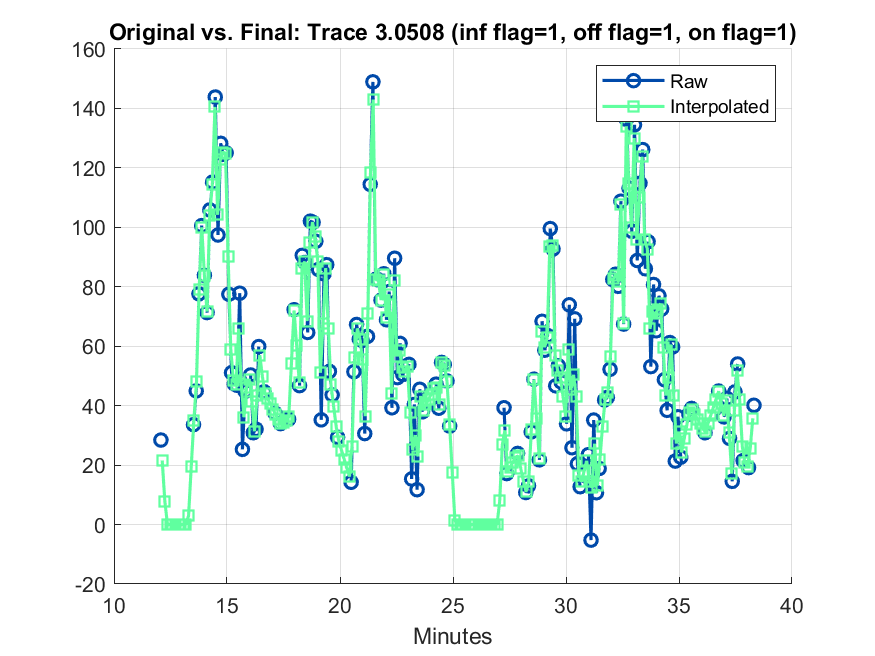 Original vs. Final: Trace 3.0508 (inf flag=1, off flag=1, on flag=1)
160
140
120
100
80
60
40
20
0
-20
Raw
Interpolated
10 15 20 25 30 35 40
Minutes